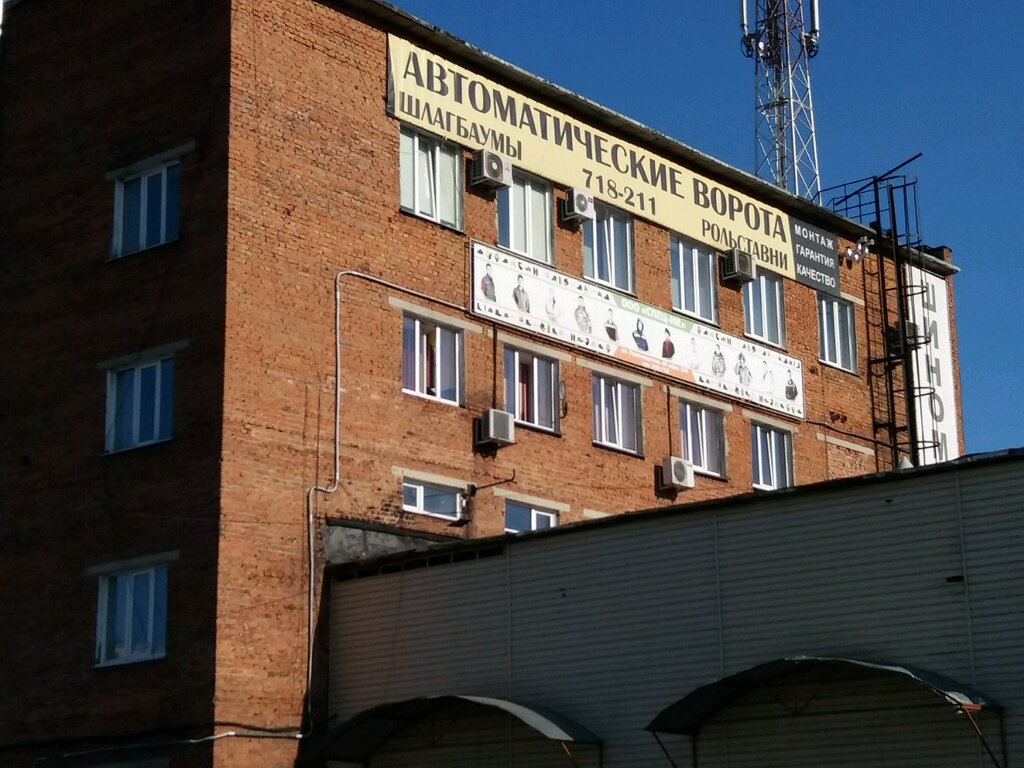 АВТОМАТИЧЕСКИЕ ВОРОТА
ШЛАГБАУМЫ
718-211
РОЛЬСТАВНИ
МОНТАЖ
ГАРАНТИЯ
КАЧЕСТВО